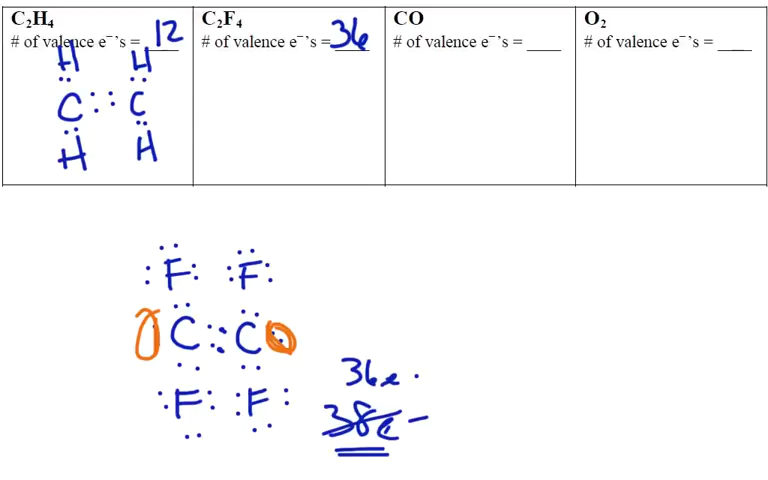 C₂H₄ C₂F₄ CO O₂
# of valence e⁻'s = 12 # of valence e⁻'s = 36 # of valence e⁻'s = ____ # of valence e⁻'s = ____
H H
C :: C
H H
F F
C :: C
F F
36e
38e⁻